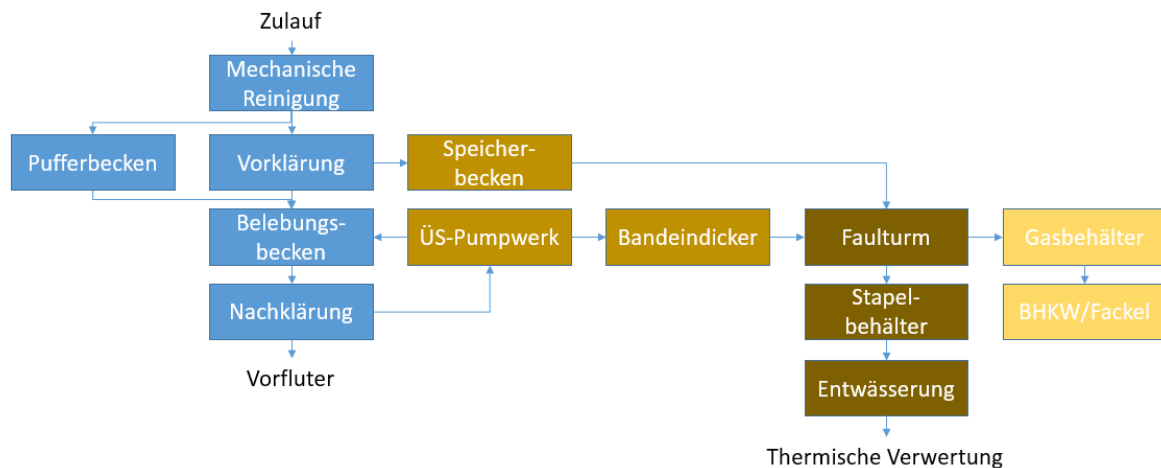 Zulauf
Mechanische
Reinigung
Pufferbecken
Vorklärung
Speicher-
becken
Belebungs-
becken
ÜS-Pumpwerk
Bandeindicker
Faulturm
Gasbehälter
Nachklärung
Stapel-
behälter
BHKW/Fackel
Vorfluter
Entwässerung
Thermische Verwertung